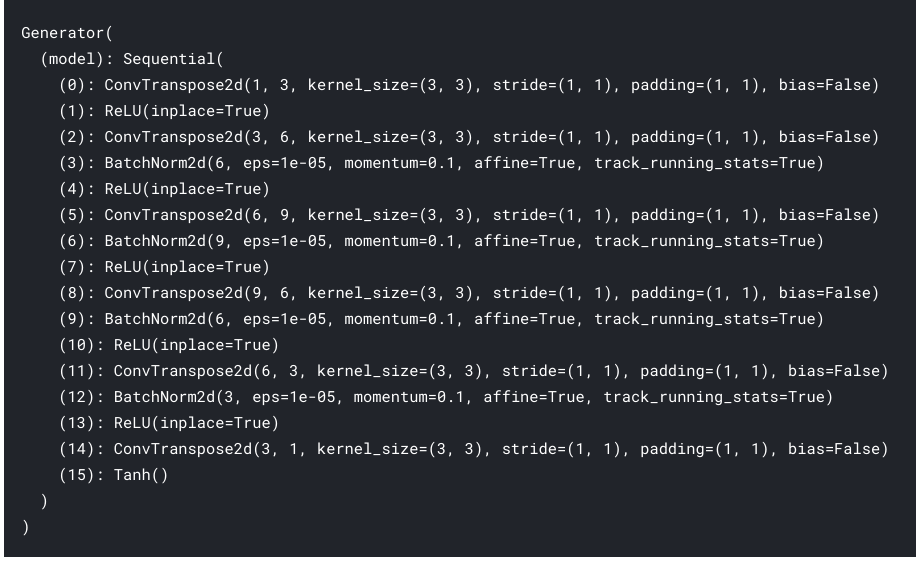 Generator(
  (model): Sequential(
    (0): ConvTranspose2d(1, 3, kernel_size=(3, 3), stride=(1, 1), padding=(1, 1), bias=False)
    (1): ReLU(inplace=True)
    (2): ConvTranspose2d(3, 6, kernel_size=(3, 3), stride=(1, 1), padding=(1, 1), bias=False)
    (3): BatchNorm2d(6, eps=1e-05, momentum=0.1, affine=True, track_running_stats=True)
    (4): ReLU(inplace=True)
    (5): ConvTranspose2d(6, 9, kernel_size=(3, 3), stride=(1, 1), padding=(1, 1), bias=False)
    (6): BatchNorm2d(9, eps=1e-05, momentum=0.1, affine=True, track_running_stats=True)
    (7): ReLU(inplace=True)
    (8): ConvTranspose2d(9, 6, kernel_size=(3, 3), stride=(1, 1), padding=(1, 1), bias=False)
    (9): BatchNorm2d(6, eps=1e-05, momentum=0.1, affine=True, track_running_stats=True)
    (10): ReLU(inplace=True)
    (11): ConvTranspose2d(6, 3, kernel_size=(3, 3), stride=(1, 1), padding=(1, 1), bias=False)
    (12): BatchNorm2d(3, eps=1e-05, momentum=0.1, affine=True, track_running_stats=True)
    (13): ReLU(inplace=True)
    (14): ConvTranspose2d(3, 1, kernel_size=(3, 3), stride=(1, 1), padding=(1, 1), bias=False)
    (15): Tanh()
  )
)